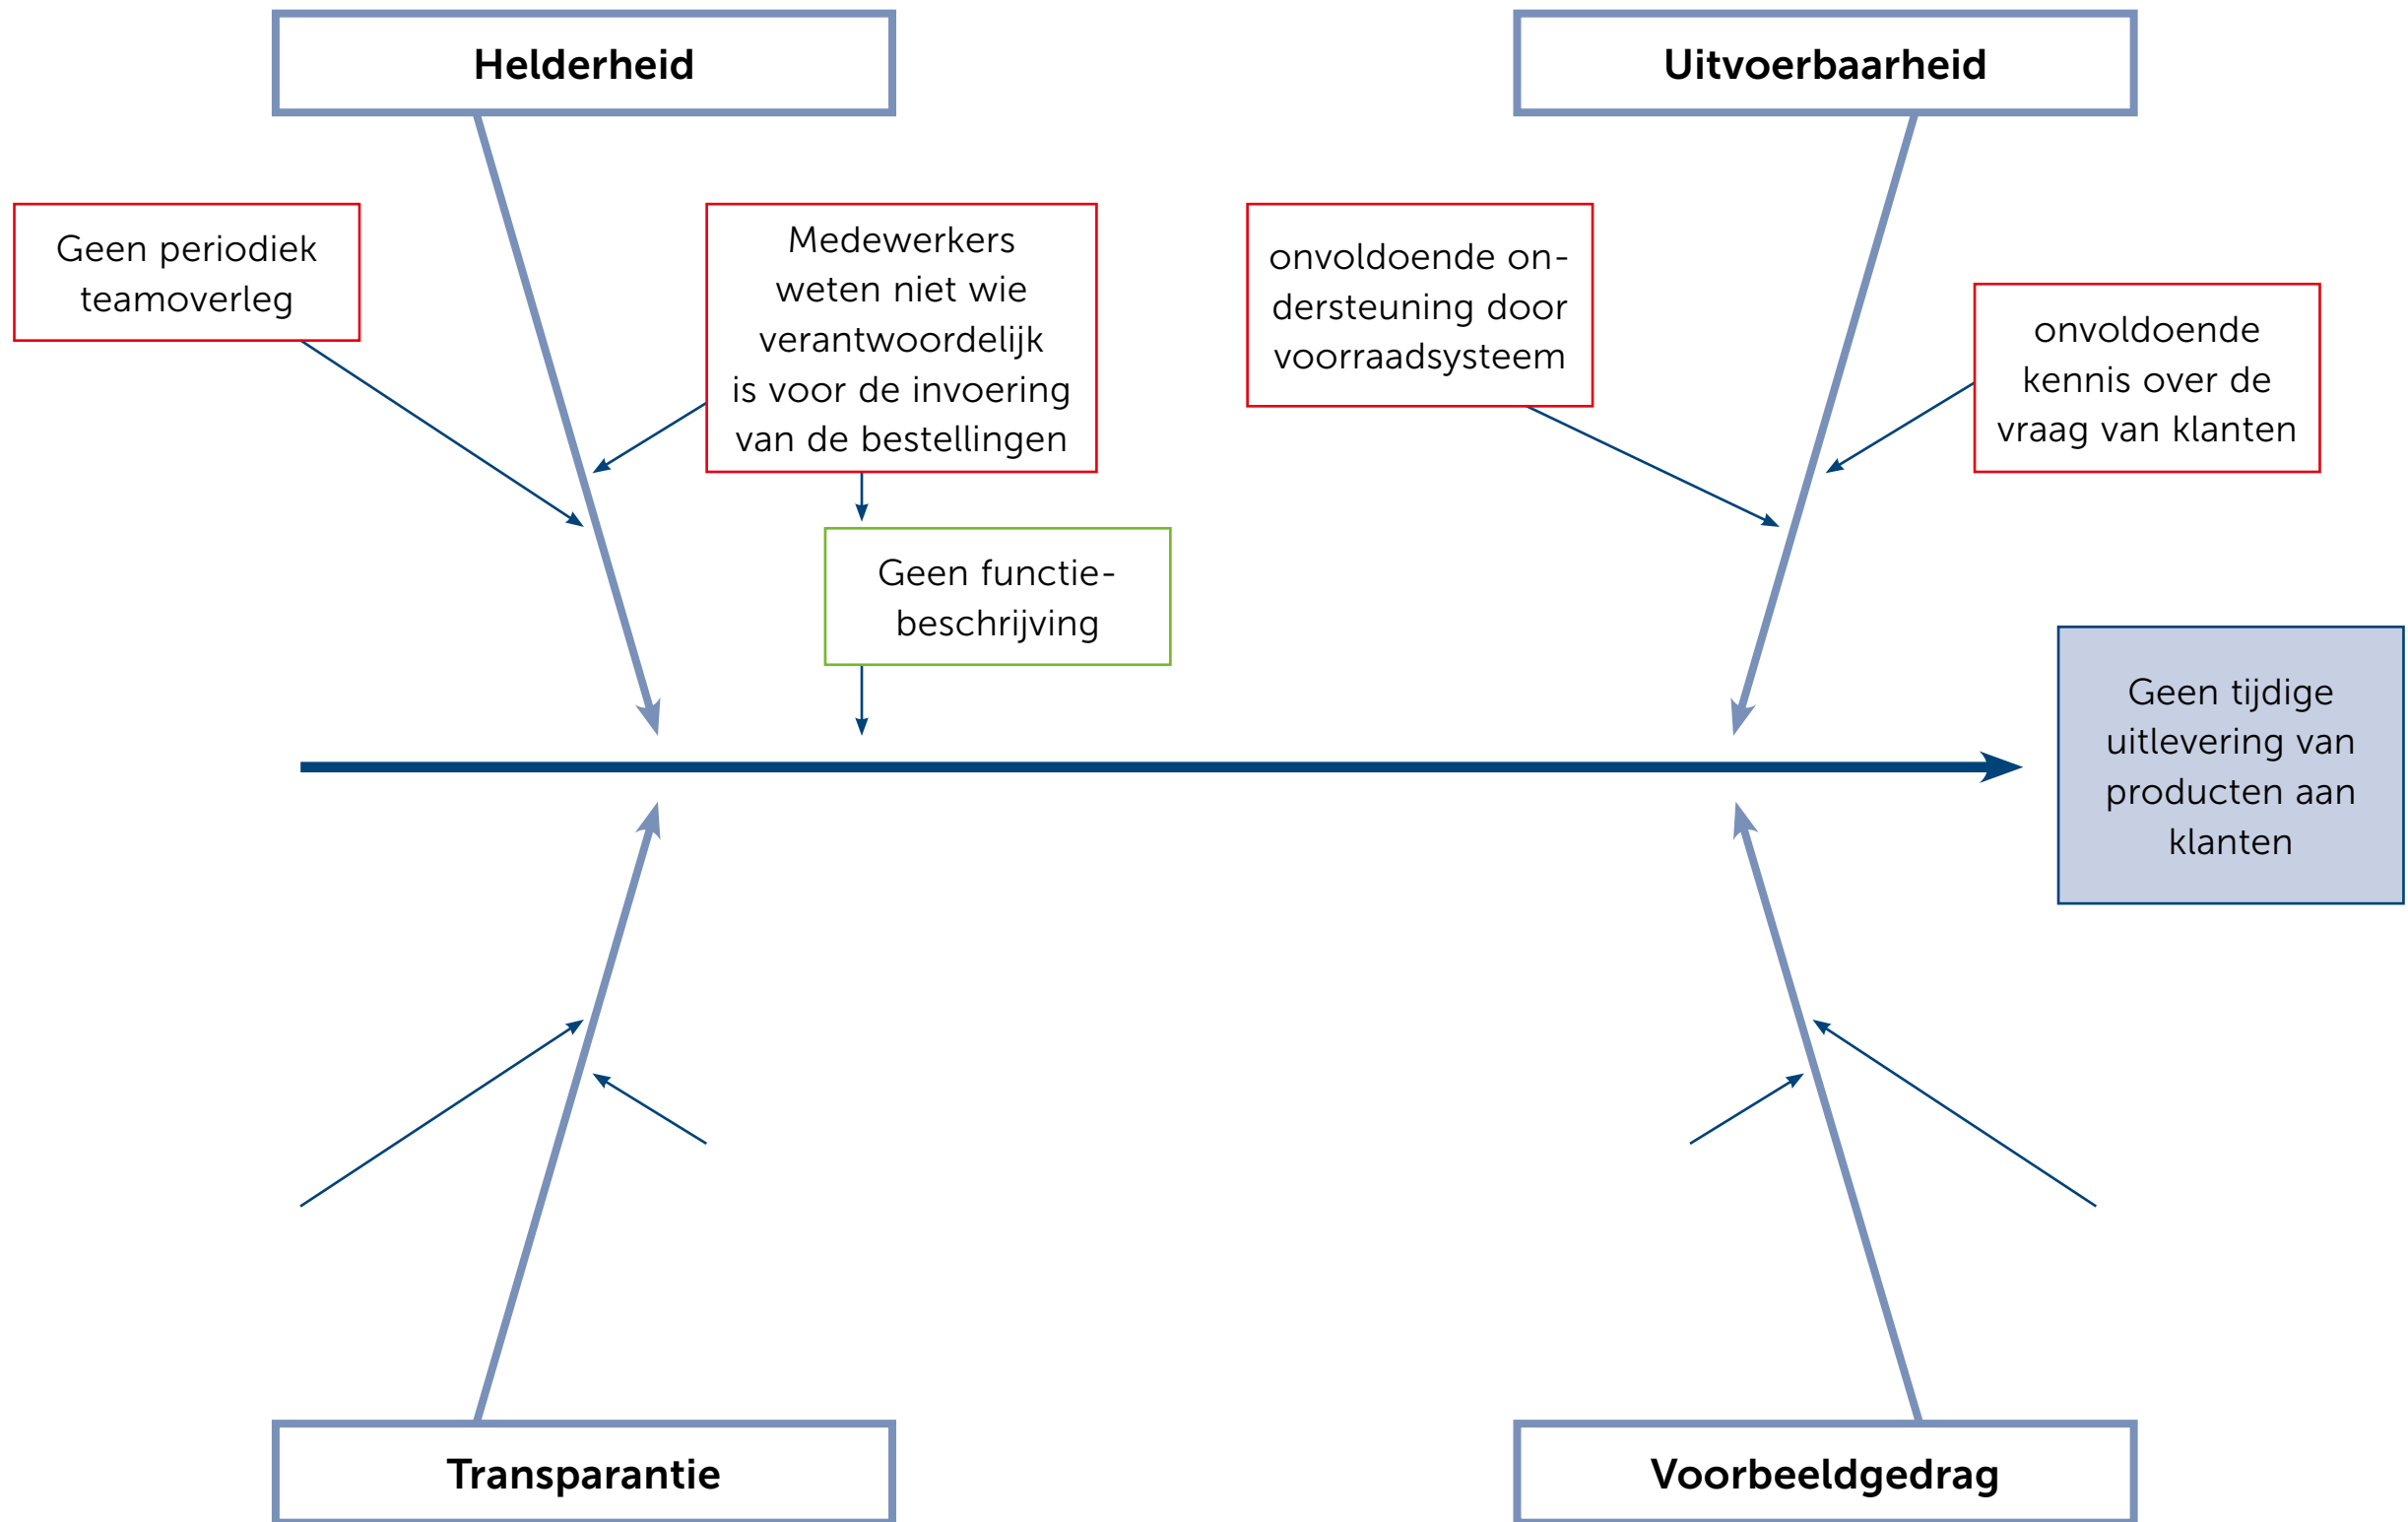 Helderheid
Uitvoerbaarheid
Geen periodiek
teamoverleg
Medewerkers
weten niet wie
verantwoordelijk
is voor de invoering
van de bestellingen
onvoldoende on-
dersteuning door
voorraadsysteem
onvoldoende
kennis over de
vraag van klanten
Geen functie-
beschrijving
Geen tijdige
uitlevering van
producten aan
klanten
Transparantie
Voorbeeldgedrag